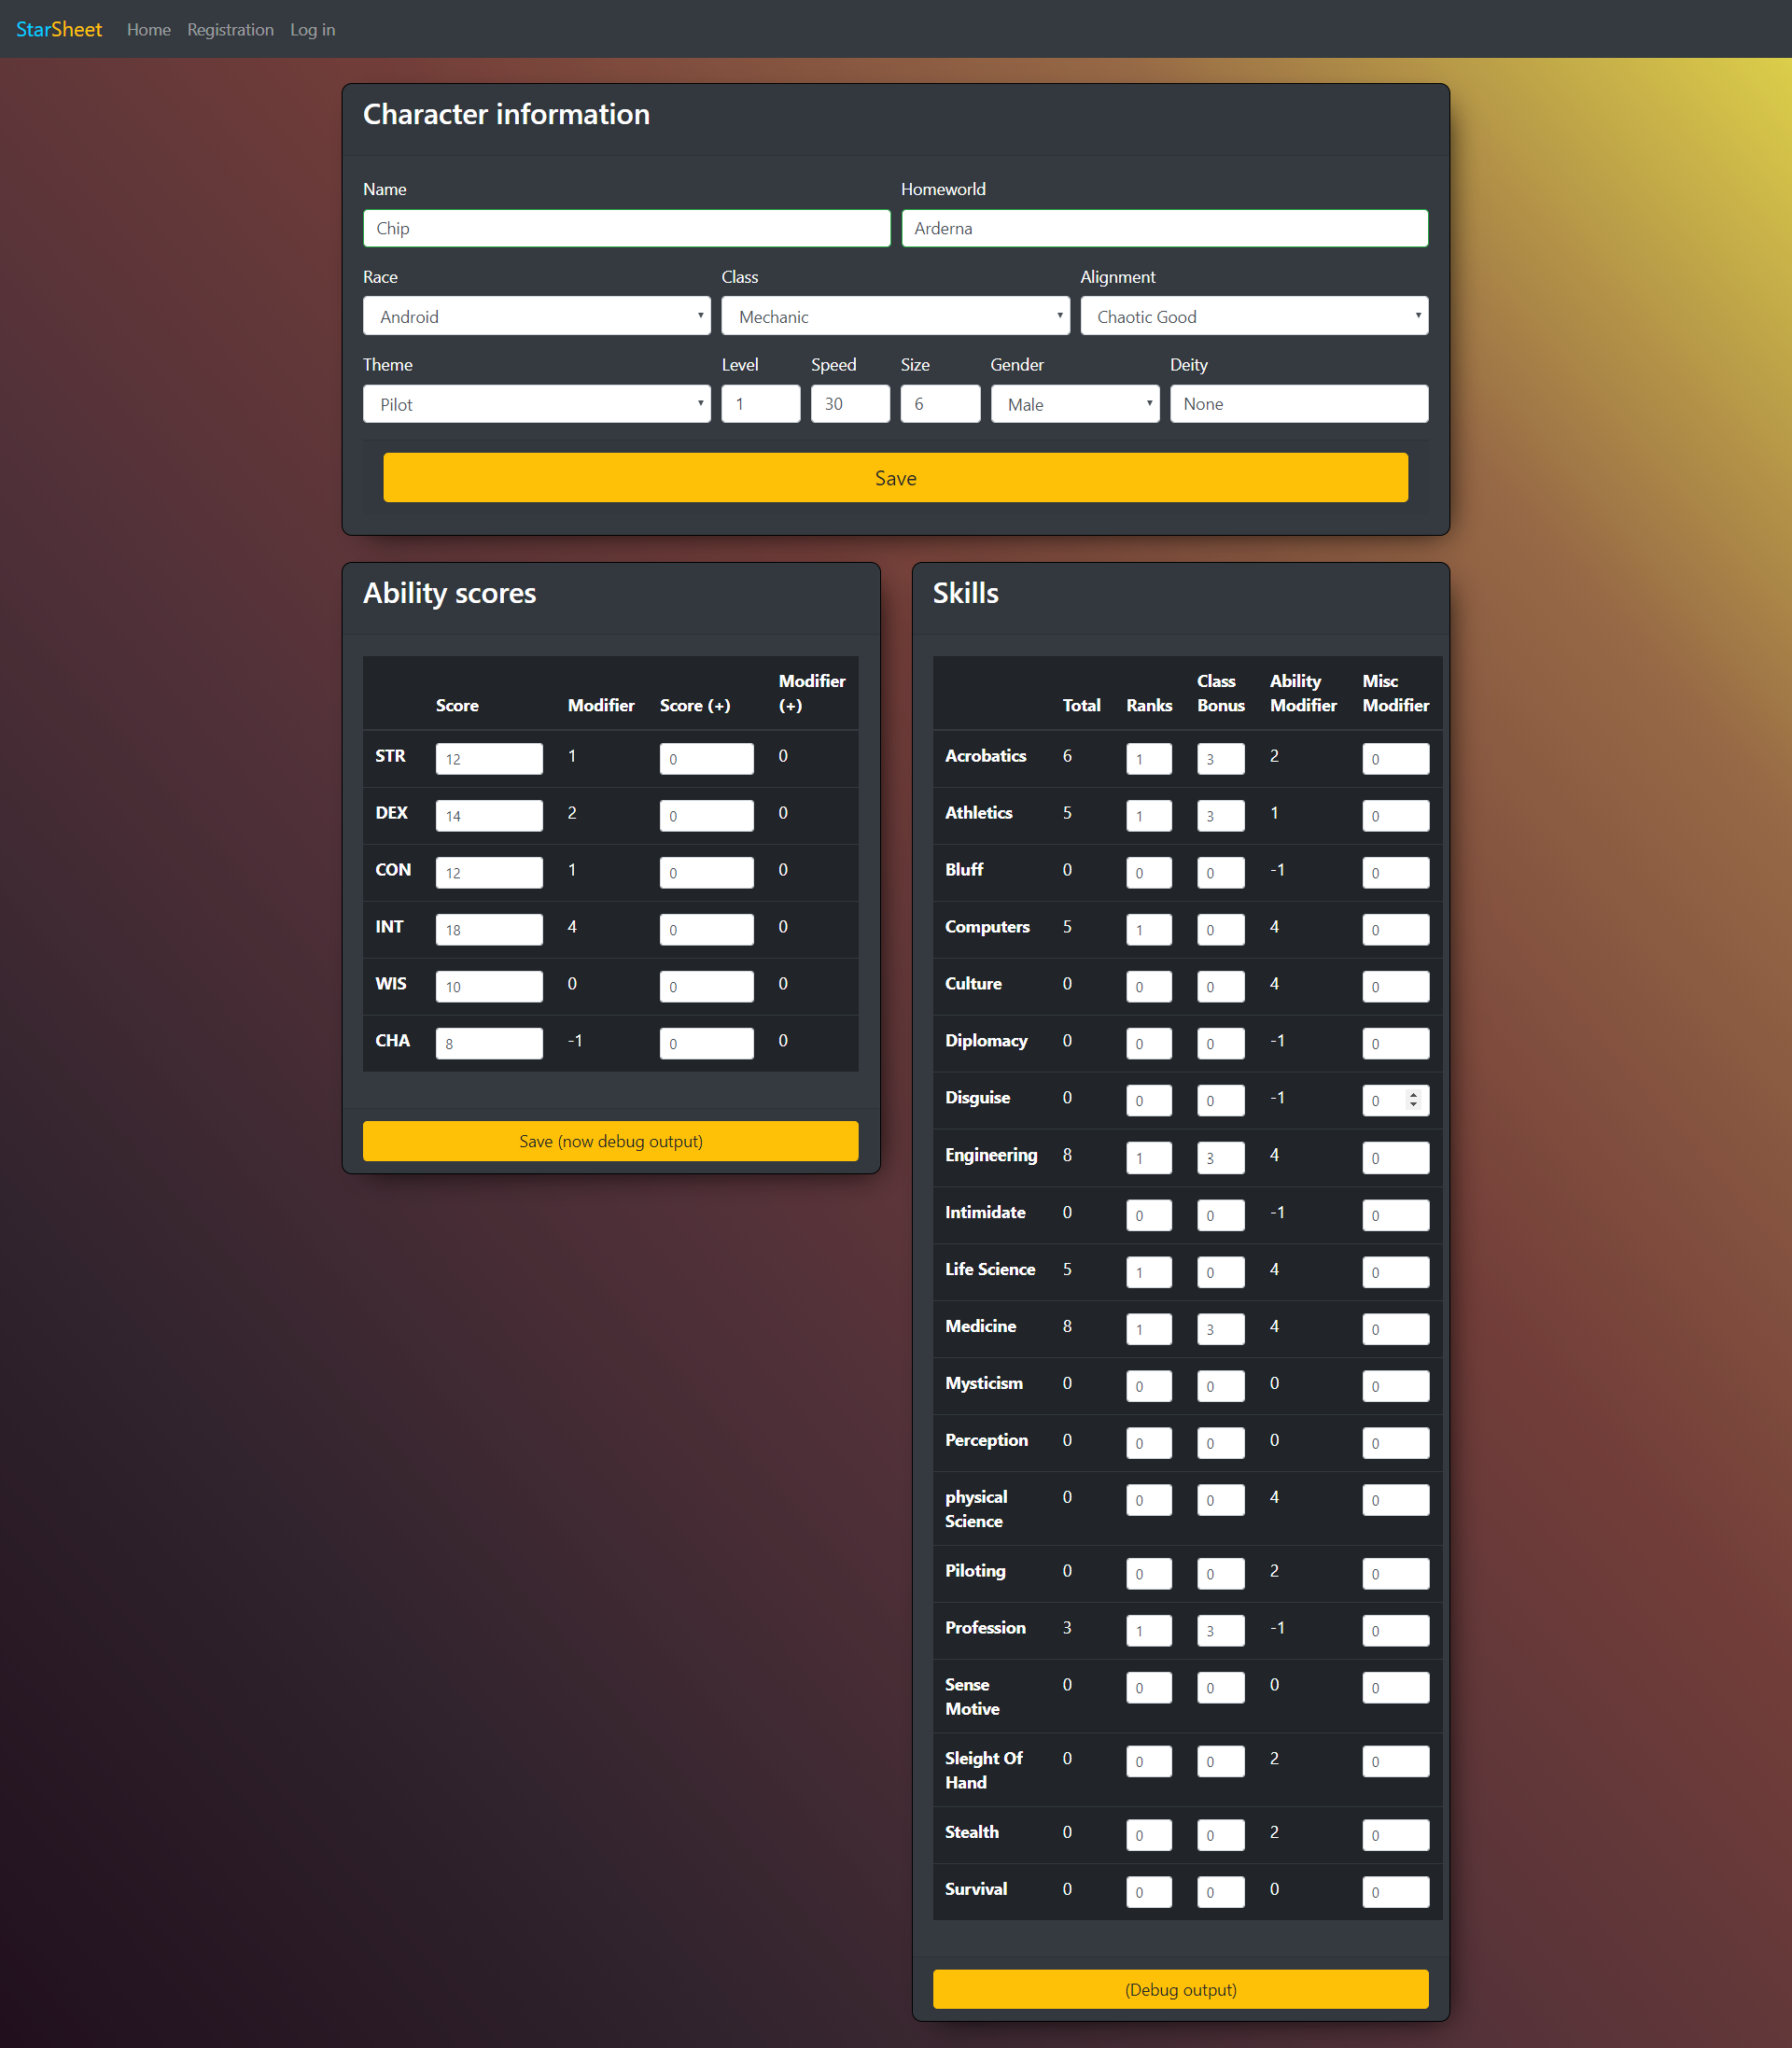 StarSheet Home Registration Log in
Character information
Name Homeworld
Chip Arderna
Race Class Alignment
Android Mechanic Chaotic Good
Theme Level Speed Size Gender Deity
Pilot 1 30 6 Male None
Save
Ability scores
Score Modifier Score (+) Modifier (+)
STR 12 1 0 0
DEX 14 2 0 0
CON 12 1 0 0
INT 18 4 0 0
WIS 10 0 0 0
CHA 8 -1 0 0
Save (now debug output)
Skills
Total Ranks Class Bonus Ability Modifier Misc Modifier
Acrobatics 6 1 3 2 0
Athletics 5 1 3 1 0
Bluff 0 0 0 -1 0
Computers 5 1 0 4 0
Culture 0 0 0 4 0
Diplomacy 0 0 0 -1 0
Disguise 0 0 0 -1 0
Engineering 8 1 3 4 0
Intimidate 0 0 0 -1 0
Life Science 5 1 0 4 0
Medicine 8 1 3 4 0
Mysticism 0 0 0 0 0
Perception 0 0 0 0 0
physical Science 0 0 0 4 0
Piloting 0 0 0 2 0
Profession 3 1 3 -1 0
Sense Motive 0 0 0 0 0
Sleight Of Hand 0 0 0 2 0
Stealth 0 0 0 2 0
Survival 0 0 0 0 0
(Debug output)